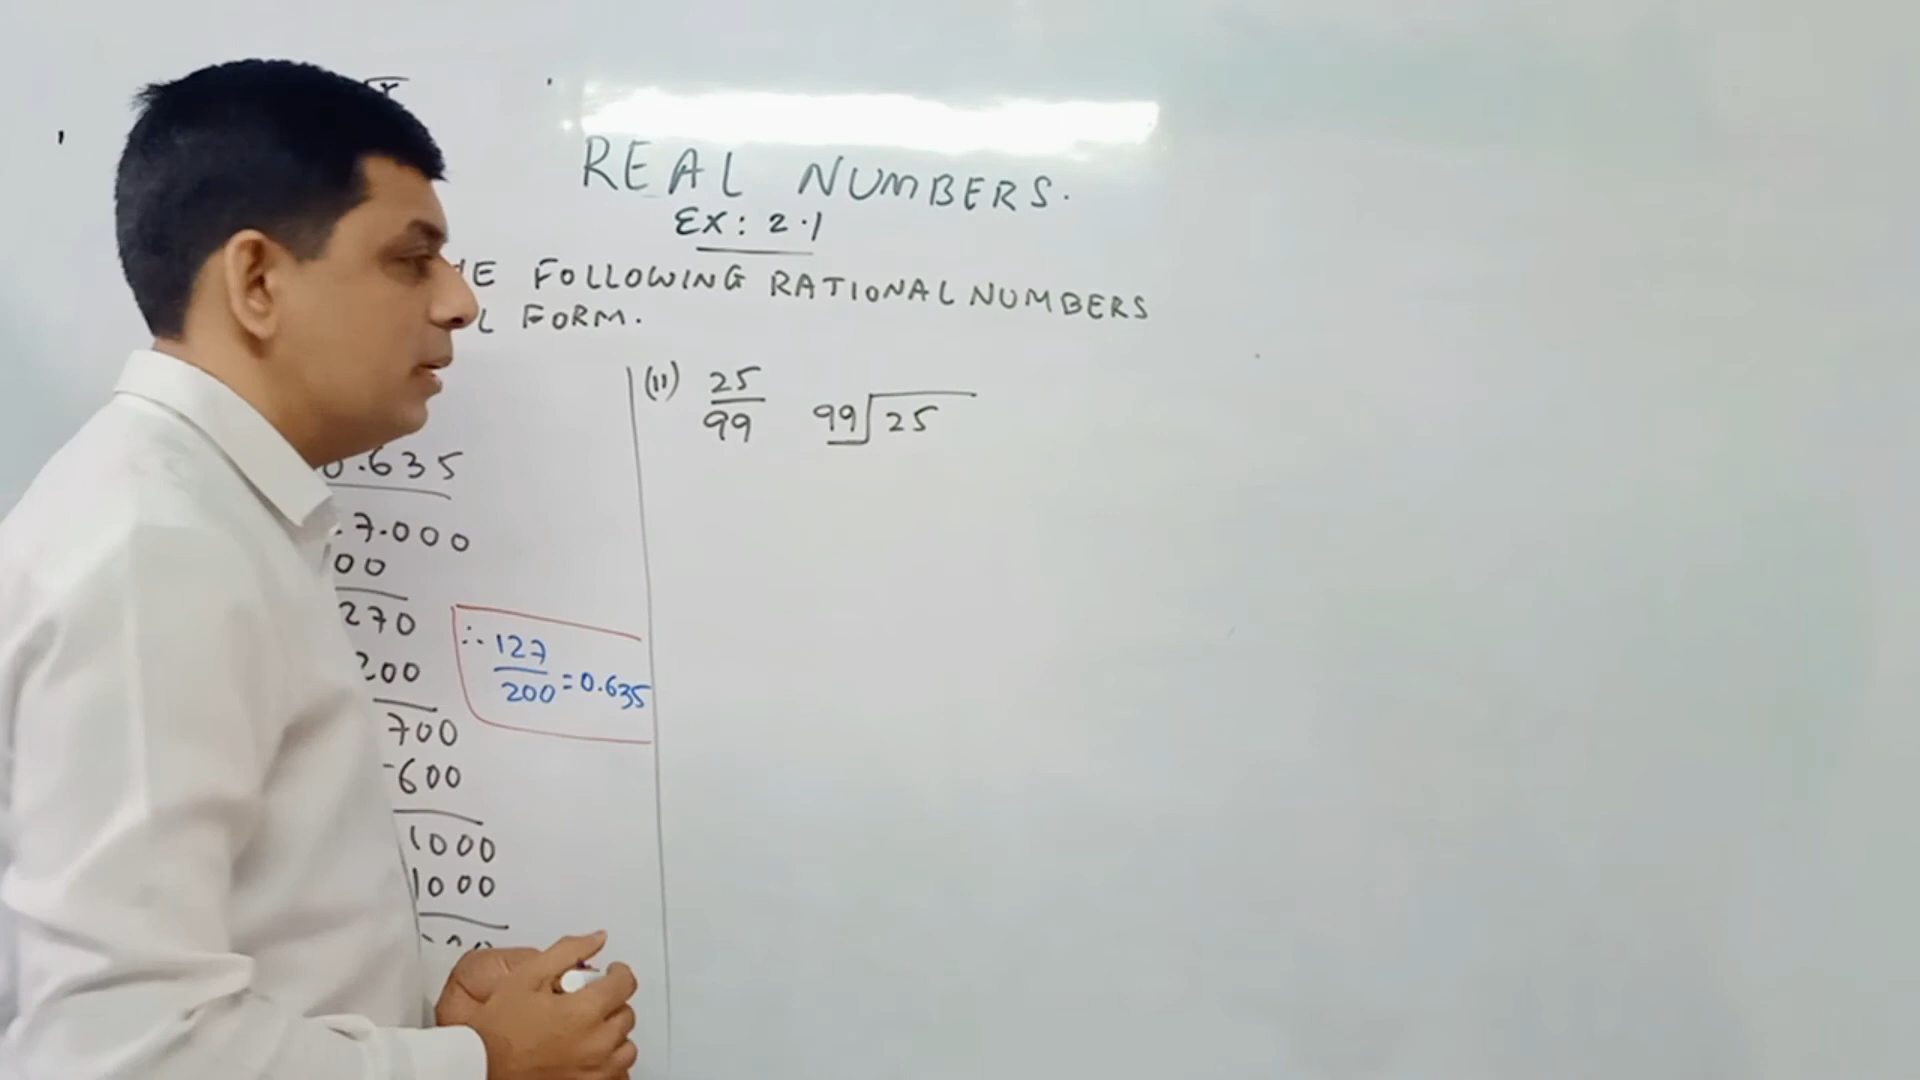 REAL NUMBERS.
EX: 2.1
FOLLOWING RATIONAL NUMBERS
FORM.
0.635
7.000
00
270
200
700
-600
1000
1000
∴ 127/200 = 0.635
(11) 25/99 99 25